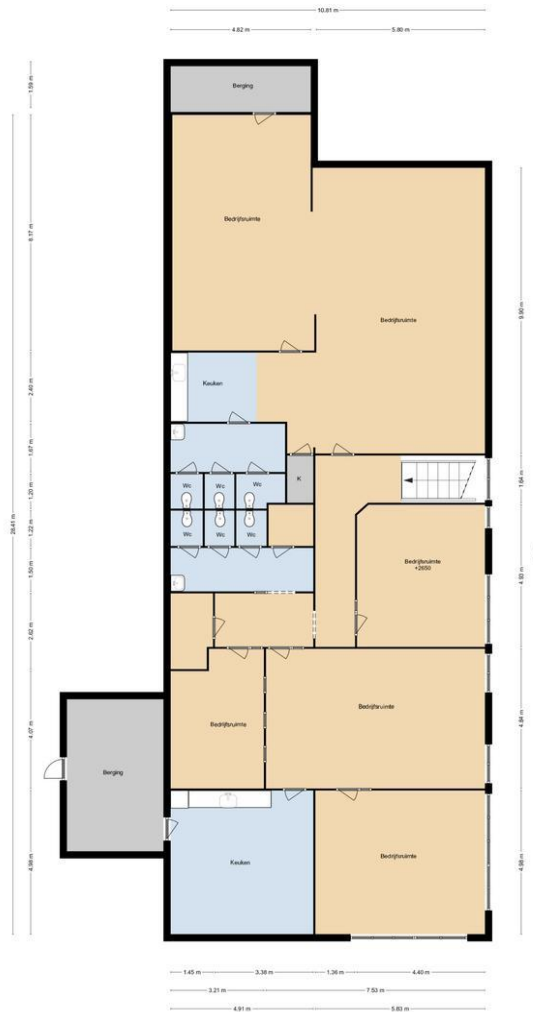 10.81 m
4.82 m
5.80 m
Berging
1.59 m
Bedrijfsruimte
8.17 m
Bedrijfsruimte
9.90 m
Keuken
2.40 m
1.67 m
Wc
Wc
Wc
K
1.20 m
1.64 m
28.41 m
Wc
Wc
Wc
1.22 m
Bedrijfsruimte
+2650
1.50 m
4.93 m
2.62 m
Bedrijfsruimte
Bedrijfsruimte
4.07 m
4.84 m
Berging
Keuken
Bedrijfsruimte
4.98 m
4.98 m
1.45 m
3.38 m
1.36 m
4.40 m
3.21 m
7.53 m
4.91 m
5.83 m